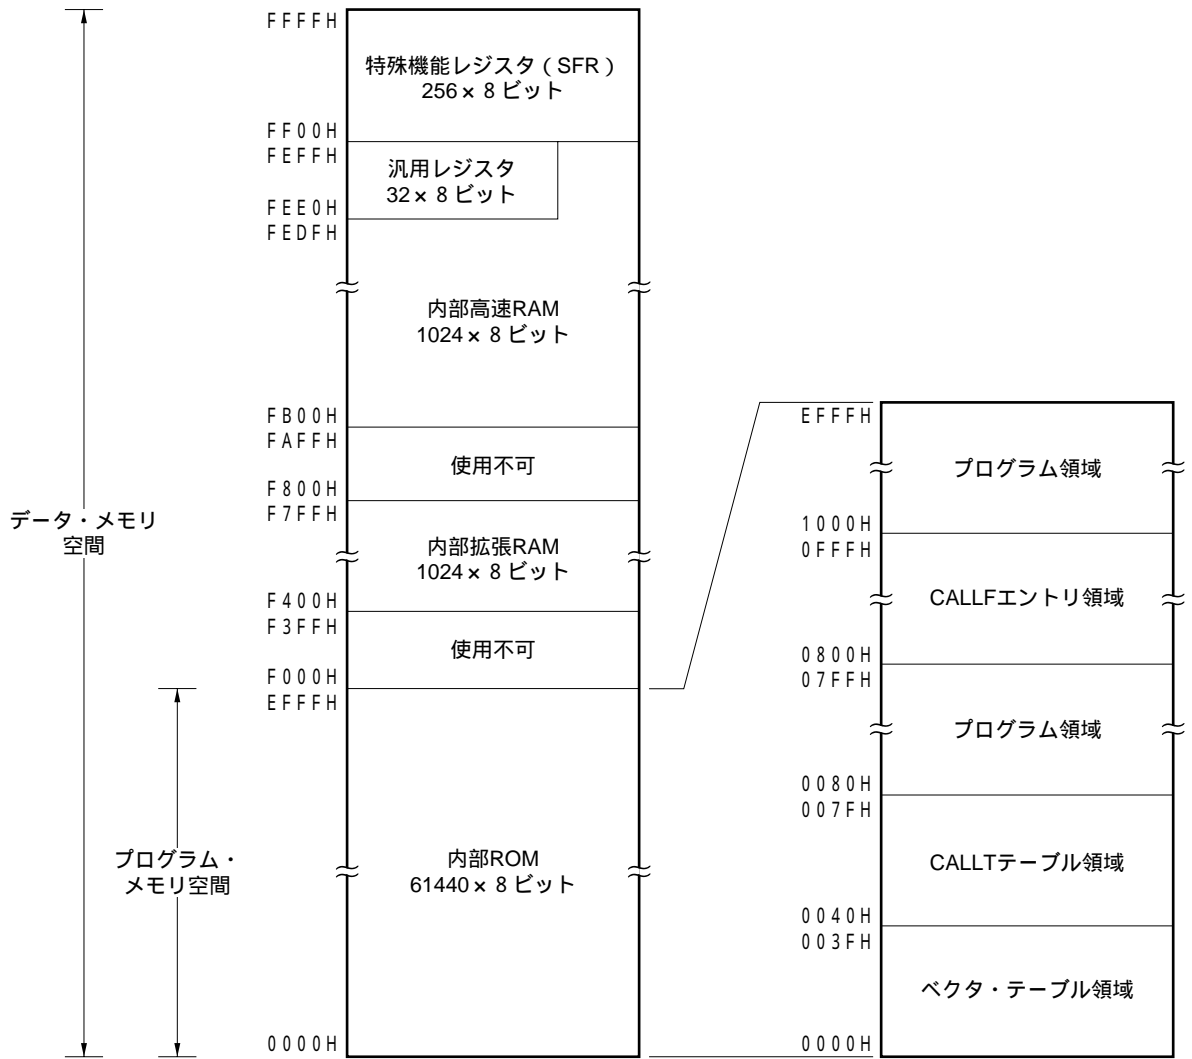 FFFFH
特殊機能レジスタ（SFR）
256×8ビット
FF00H
FEFFH
汎用レジスタ
32×8ビット
FEE0H
FEDFH
内部高速RAM
1024×8ビット
FB00H
FAFFH
使用不可
F800H
F7FFH
データ・メモリ
空間
内部拡張RAM
1024×8ビット
F400H
F3FFH
使用不可
F000H
EFFFH
プログラム・
メモリ空間
内部ROM
61440×8ビット
0000H
EFFFH
プログラム領域
1000H
0FFFH
CALLFエントリ領域
0800H
07FFH
プログラム領域
0080H
007FH
CALLTテーブル領域
0040H
003FH
ベクタ・テーブル領域
0000H